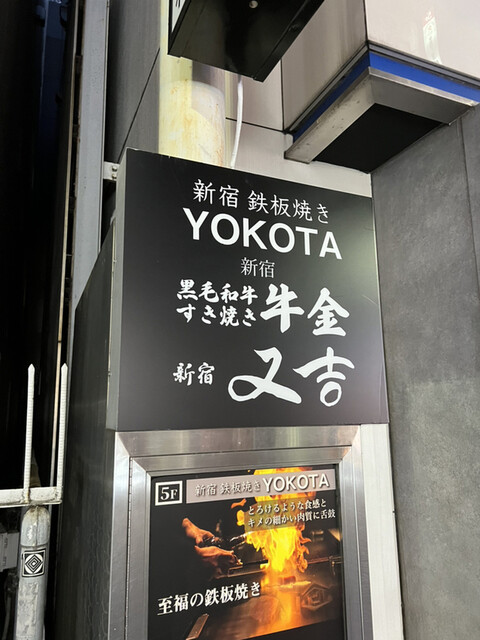 新宿 鉄板焼き
YOKOTA
新宿
黒毛和牛
すき焼き 牛金
新宿 又吉
5F 新宿 鉄板焼き YOKOTA
とろけるような食感と
キメの細かい肉質に舌鼓
至福の鉄板焼き